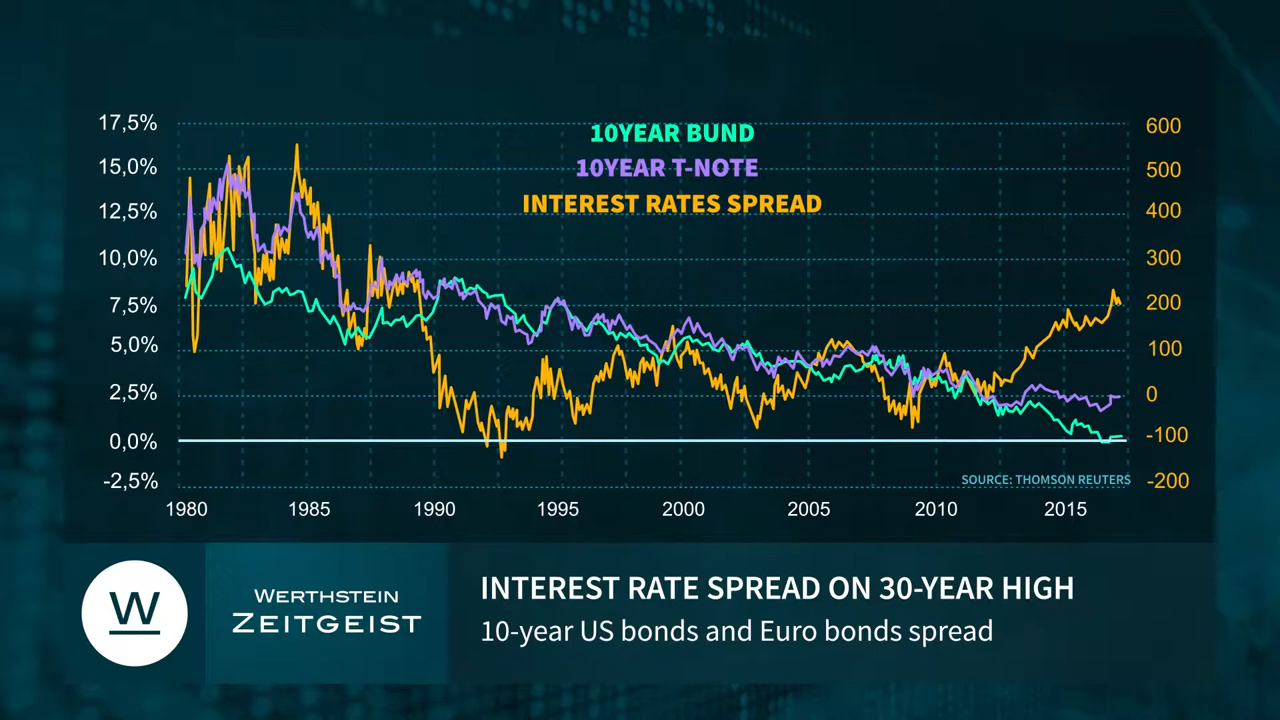 10YEAR BUND
10YEAR T-NOTE
INTEREST RATES SPREAD
17,5%
15,0%
12,5%
10,0%
7,5%
5,0%
2,5%
0,0%
-2,5%
600
500
400
300
200
100
0
-100
-200
SOURCE: THOMSON REUTERS
1980 1985 1990 1995 2000 2005 2010 2015
W
WERTHSTEIN
ZEITGEIST
INTEREST RATE SPREAD ON 30-YEAR HIGH
10-year US bonds and Euro bonds spread